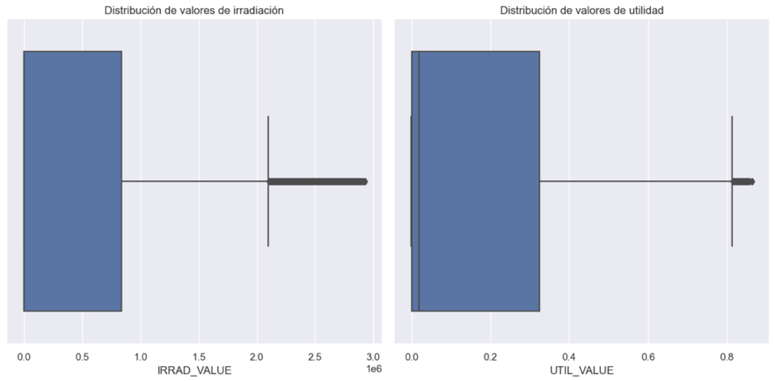 Distribución de valores de irradiación
0.0 0.5 1.0 1.5 2.0 2.5 3.0
1e6
IRRAD_VALUE
Distribución de valores de utilidad
0.0 0.2 0.4 0.6 0.8
UTIL_VALUE